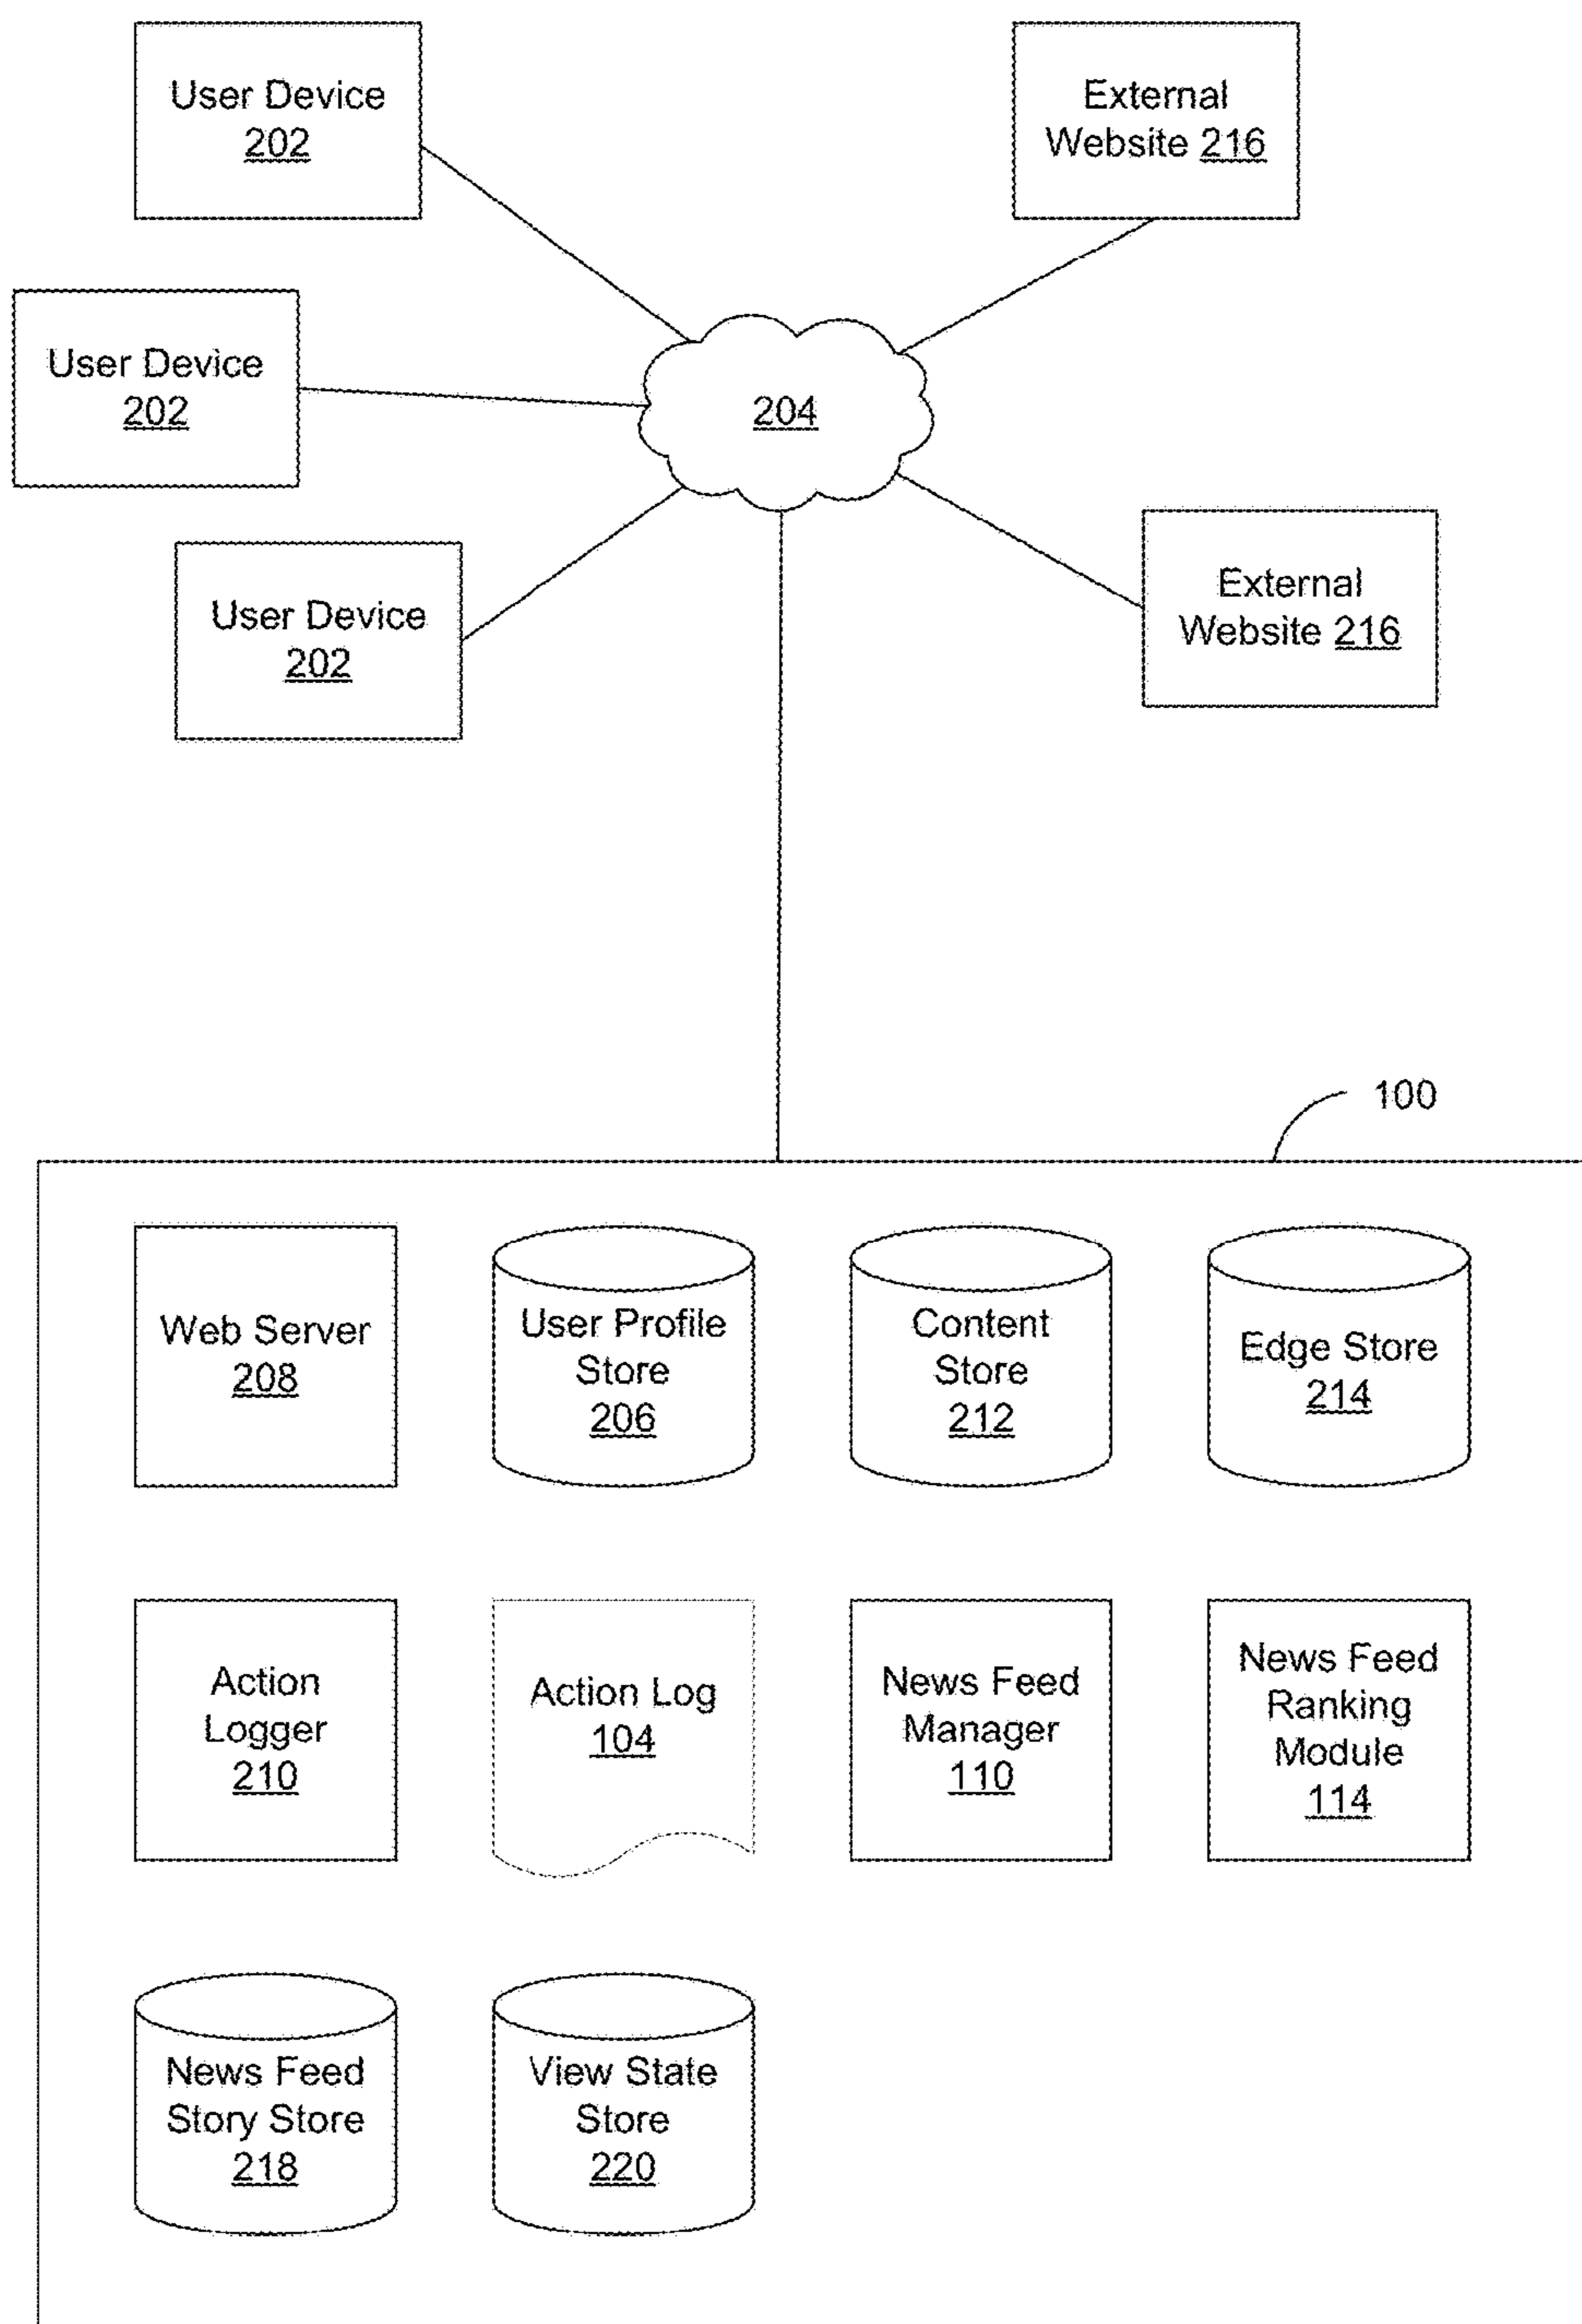 User Device
202
External
Website 216
User Device
202
204
User Device
202
External
Website 216
100
Web Server
208
User Profile
Store
206
Content
Store
212
Edge Store
214
Action
Logger
210
Action Log
104
News Feed
Manager
110
News Feed
Ranking
Module
114
News Feed
Story Store
218
View State
Store
220